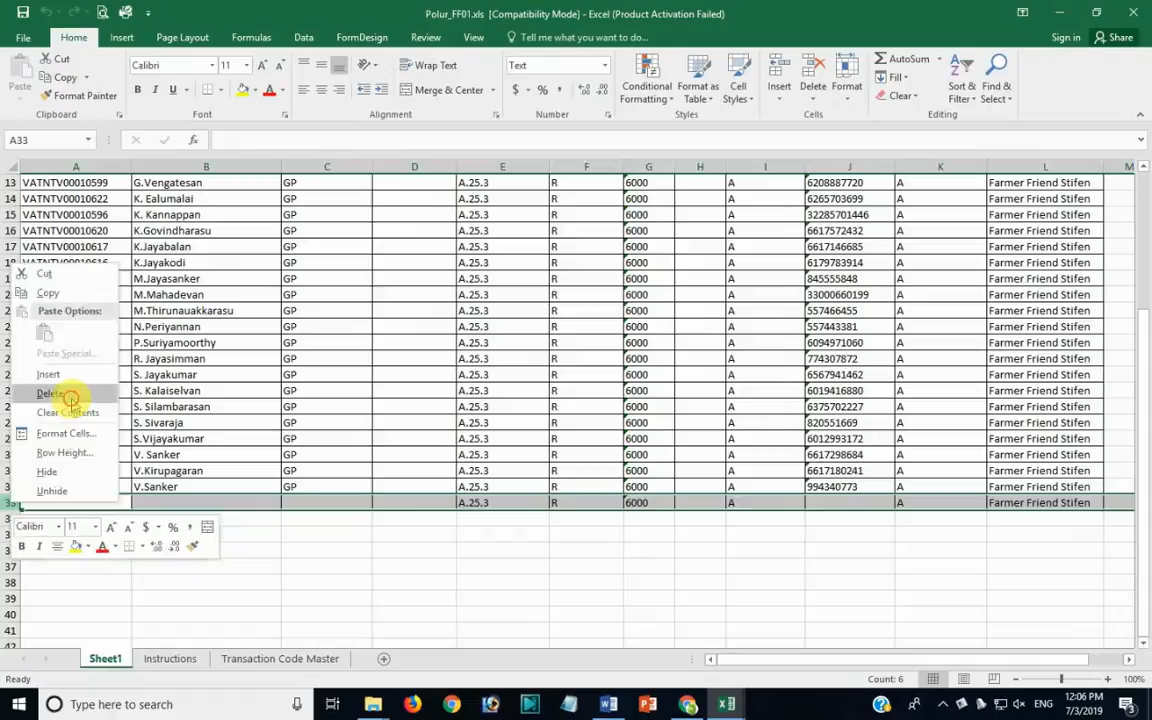 Polur_FF01.xls [Compatibility Mode] - Excel (Product Activation Failed)
File Home Insert Page Layout Formulas Data FormDesign Review View Tell me what you want to do... Sign in Share
Cut
Copy
Format Painter
Paste
Calibri 11
B I U
Wrap Text
Merge & Center
Text
Conditional Formatting
Format as Table
Cell Styles
Insert Delete Format
AutoSum
Fill
Clear
Sort & Filter
Find & Select
Clipboard Font Alignment Number Styles Cells Editing
A33 fx
A B C D E F G H I J K L M
13 VATNTV00010599 G.Vengatesan GP A.25.3 R 6000 A 6208887720 A Farmer Friend Stifen
14 VATNTV00010622 K. Ealumalai GP A.25.3 R 6000 A 6265703699 A Farmer Friend Stifen
15 VATNTV00010596 K. Kannappan GP A.25.3 R 6000 A 32285701446 A Farmer Friend Stifen
16 VATNTV00010620 K.Govindharasu GP A.25.3 R 6000 A 6617572432 A Farmer Friend Stifen
17 VATNTV00010617 K.Jayabalan GP A.25.3 R 6000 A 6617146685 A Farmer Friend Stifen
K.Jayakodi GP A.25.3 R 6000 A 6179783914 A Farmer Friend Stifen
M.Jayasanker GP A.25.3 R 6000 A 845555848 A Farmer Friend Stifen
M.Mahadevan GP A.25.3 R 6000 A 33000660199 A Farmer Friend Stifen
M.Thirunauakkarasu GP A.25.3 R 6000 A 557466455 A Farmer Friend Stifen
N.Periyannan GP A.25.3 R 6000 A 557443381 A Farmer Friend Stifen
P.Suriyamoorthy GP A.25.3 R 6000 A 6094971060 A Farmer Friend Stifen
R. Jayasimman GP A.25.3 R 6000 A 774307872 A Farmer Friend Stifen
S. Jayakumar GP A.25.3 R 6000 A 6567941462 A Farmer Friend Stifen
S. Kalaiselvan GP A.25.3 R 6000 A 6019416880 A Farmer Friend Stifen
S. Silambarasan GP A.25.3 R 6000 A 6375702227 A Farmer Friend Stifen
S. Sivaraja GP A.25.3 R 6000 A 820551669 A Farmer Friend Stifen
S.Vijayakumar GP A.25.3 R 6000 A 6012993172 A Farmer Friend Stifen
V. Sanker GP A.25.3 R 6000 A 6617298684 A Farmer Friend Stifen
V.Kirupagaran GP A.25.3 R 6000 A 6617180241 A Farmer Friend Stifen
V.Sanker GP A.25.3 R 6000 A 994340773 A Farmer Friend Stifen
A.25.3 R 6000 A A Farmer Friend Stifen
Cut
Copy
Paste Options:
Paste Special...
Insert
Delete
Clear Contents
Format Cells...
Row Height...
Hide
Unhide
Calibri 11 A A $ % ,
B I
37
38
39
40
41
42
Sheet1 Instructions Transaction Code Master
Ready Count: 6 100%
Type here to search
ENG
12:06 PM
7/3/2019
3